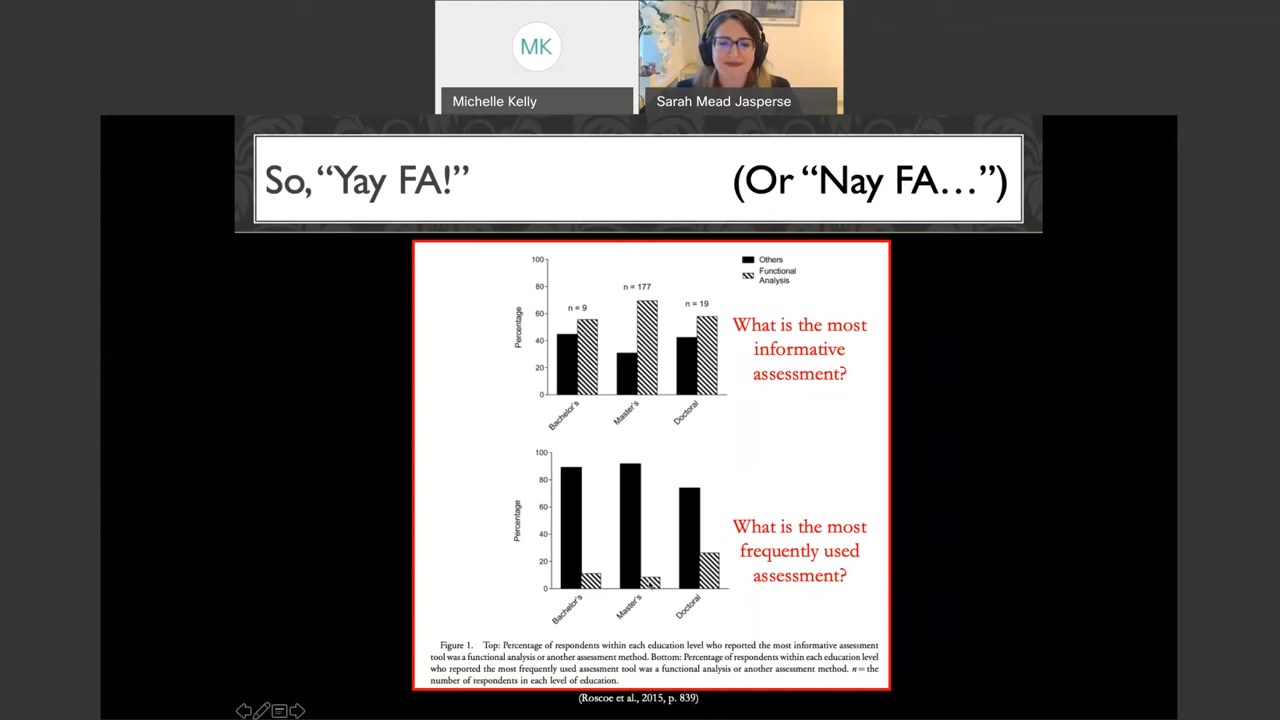 MK
Michelle Kelly
Sarah Mead Jasperse
So, “Yay FA!”
(Or “Nay FA…”)
100
80
60
40
20
0
Percentage
n = 9
n = 177
n = 19
Others
Functional
Analysis
Bachelor's
Master's
Doctoral
What is the most
informative
assessment?
100
80
60
40
20
0
Percentage
Bachelor's
Master's
Doctoral
What is the most
frequently used
assessment?
Figure 1. Top: Percentage of respondents within each education level who reported the most informative assessment
tool was a functional analysis or another assessment method. Bottom: Percentage of respondents within each education level
who reported the most frequently used assessment tool was a functional analysis or another assessment method. n = the
number of respondents in each level of education.
(Roscoe et al., 2015, p. 839)